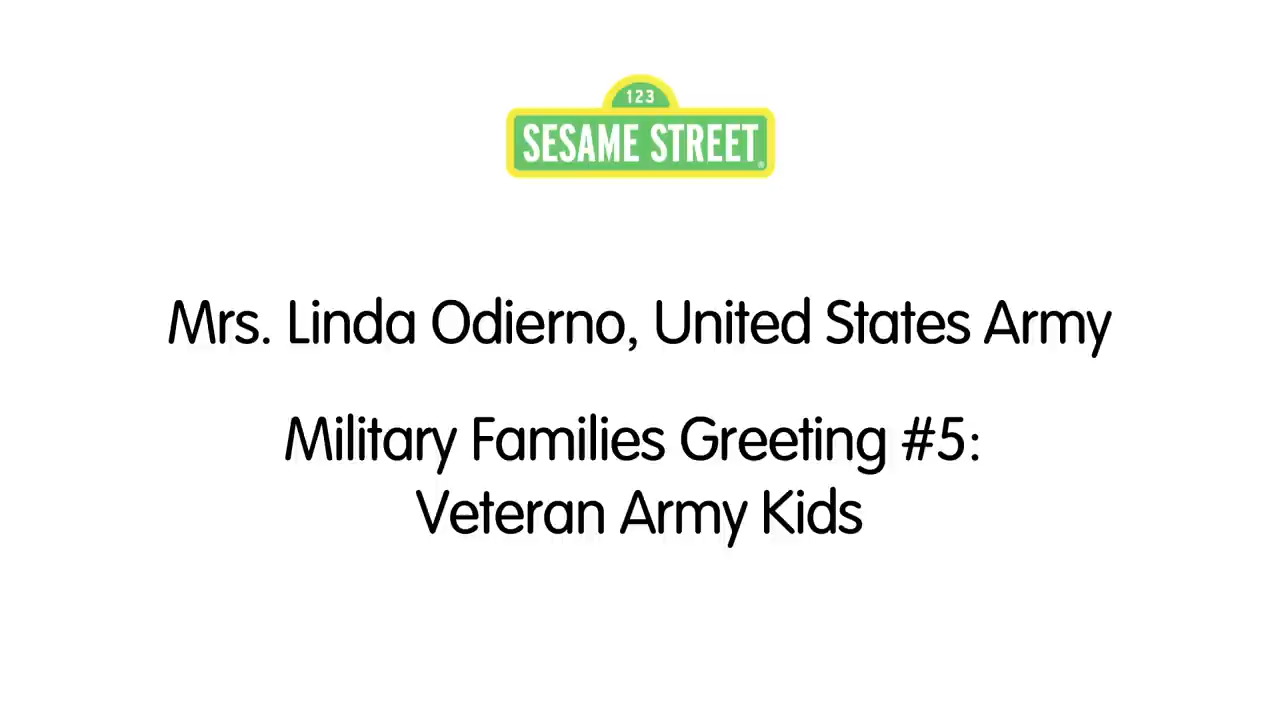 123
SESAME STREET®
Mrs. Linda Odierno, United States Army
Military Families Greeting #5:
Veteran Army Kids